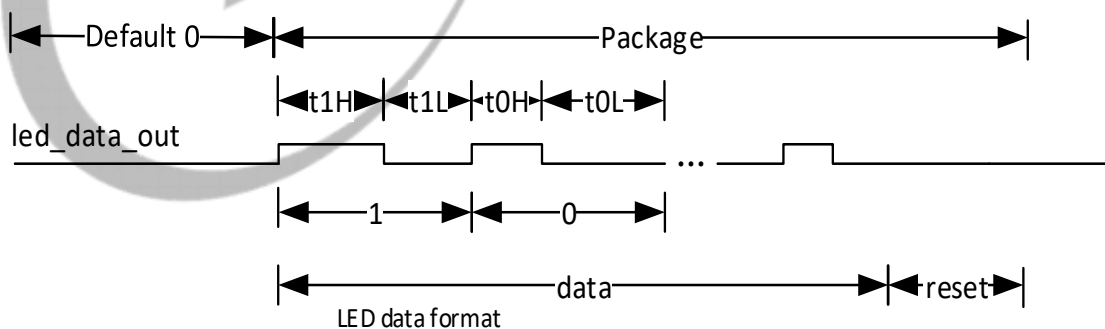 Default 0 Package
t1H t1L t0H t0L
led_data_out
...
1 0
data reset
LED data format